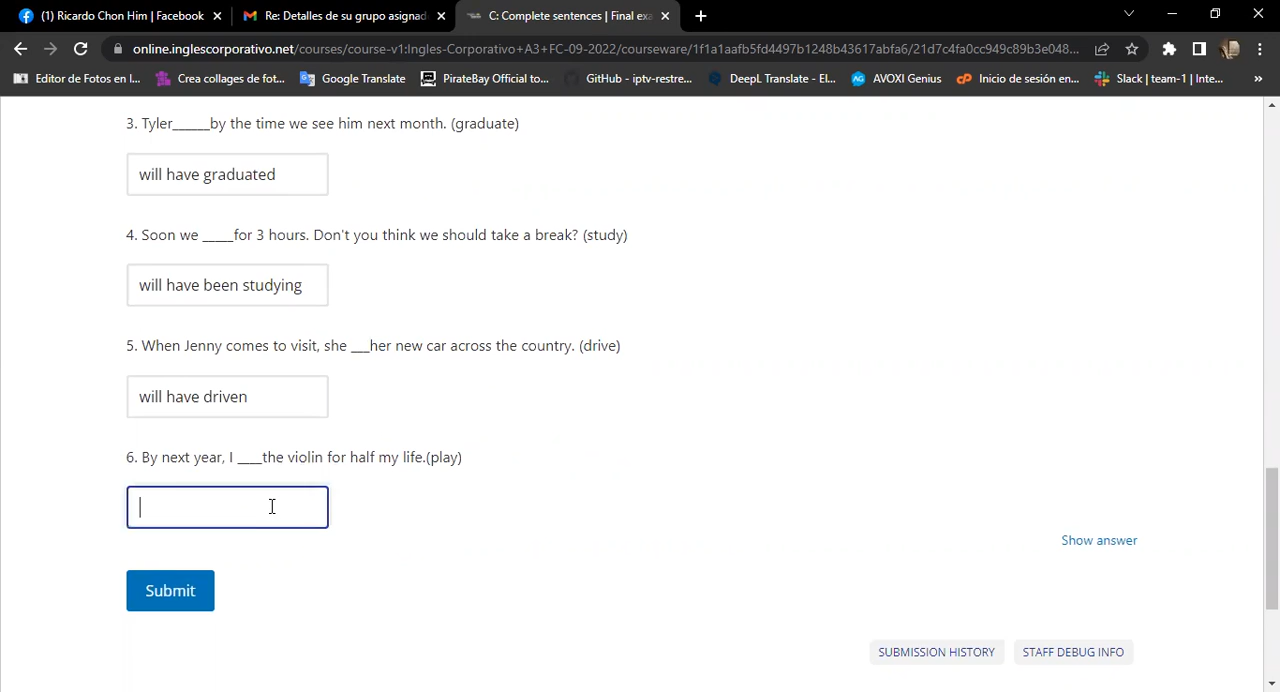 (1) Ricardo Chon Him | Facebook
Re: Detalles de su grupo asignad
C: Complete sentences | Final exa
online.inglescorporativo.net/courses/course-v1:Ingles-Corporativo+A3+FC-09-2022/courseware/1f1a1aafb5fd4497b1248b43617abfa6/21d7c4fa0cc949c89b3e048...
Editor de Fotos en l...
Crea collages de fot...
Google Translate
PirateBay Official to...
GitHub - iptv-restre...
DeepL Translate - El...
AVOXI Genius
Inicio de sesión en...
Slack | team-1 | Inte...
3. Tyler______by the time we see him next month. (graduate)
will have graduated
4. Soon we _____for 3 hours. Don't you think we should take a break? (study)
will have been studying
5. When Jenny comes to visit, she ___her new car across the country. (drive)
will have driven
6. By next year, I ____the violin for half my life.(play)
Show answer
Submit
SUBMISSION HISTORY
STAFF DEBUG INFO